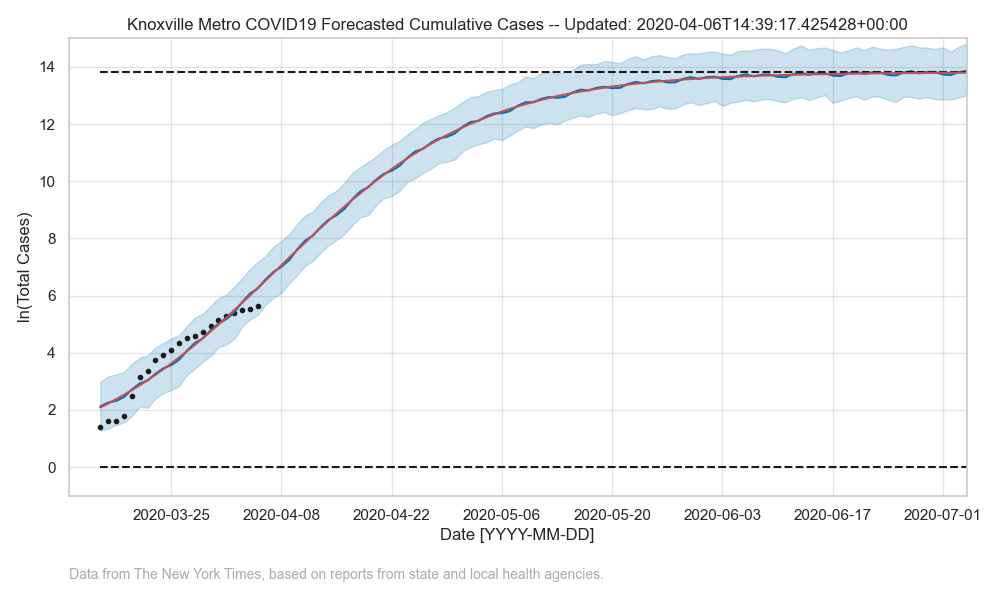 Knoxville Metro COVID19 Forecasted Cumulative Cases -- Updated: 2020-04-06T14:39:17.425428+00:00
14
12
10
8
6
4
2
0
ln(Total Cases)
2020-03-25 2020-04-08 2020-04-22 2020-05-06 2020-05-20 2020-06-03 2020-06-17 2020-07-01
Date [YYYY-MM-DD]
Data from The New York Times, based on reports from state and local health agencies.